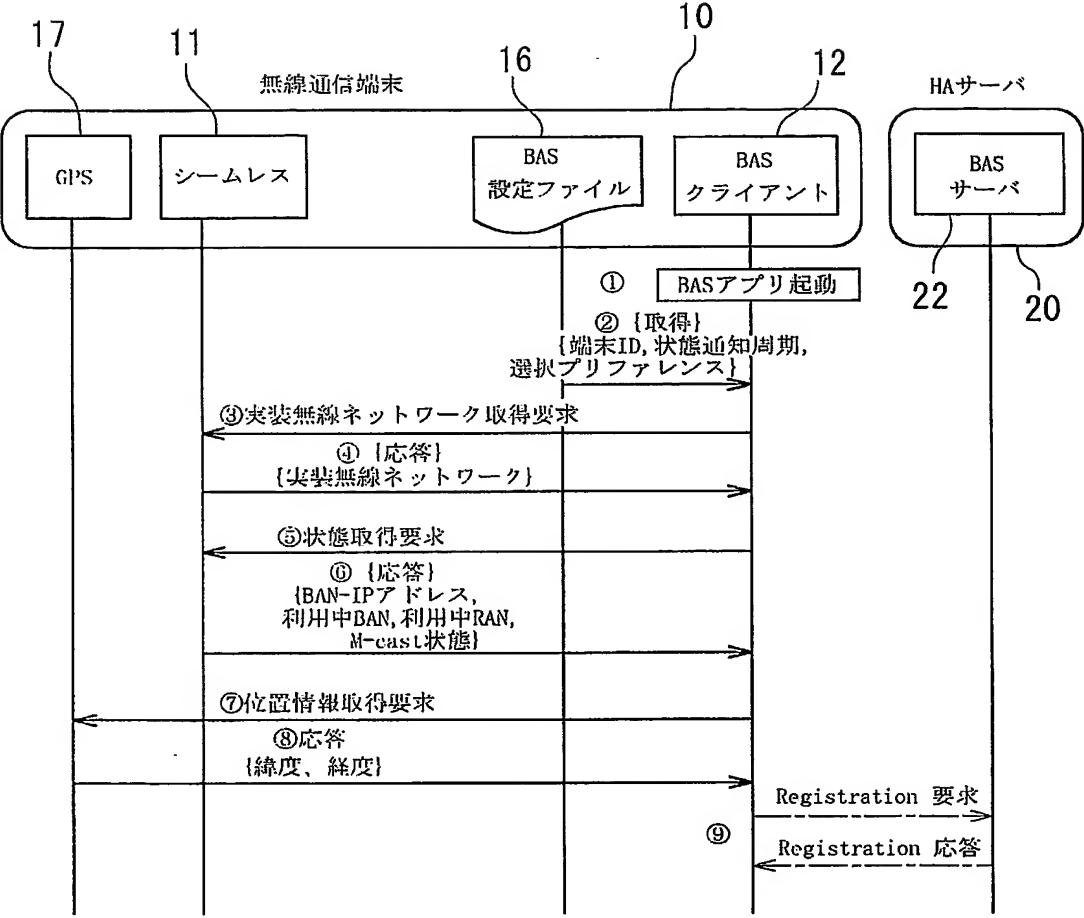 17
11
16
10
12
無線通信端末
HAサーバ
GPS
シームレス
BAS
設定ファイル
BAS
クライアント
BAS
サーバ
22
20
① BASアプリ起動
② {取得}
{端末ID,状態通知周期,
選択プリファレンス}
③実装無線ネットワーク取得要求
④ {応答}
{実装無線ネットワーク}
⑤状態取得要求
⑥ {応答}
{BAN-IPアドレス,
利用中BAN,利用中RAN,
M-cast状態}
⑦位置情報取得要求
⑧応答
{緯度、経度}
Registration 要求
⑨
Registration 応答